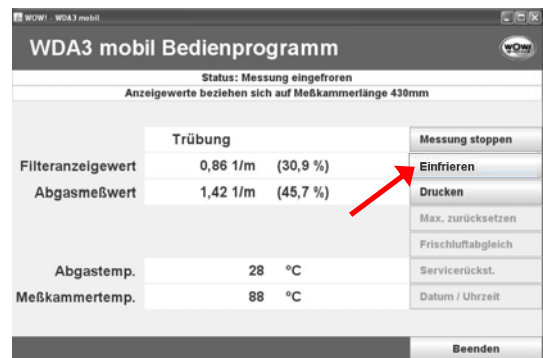 WOW! - WDA3 mobil
WDA3 mobil Bedienprogramm
WOW!
Status: Messung eingefroren
Anzeigewerte beziehen sich auf Meßkammerlänge 430mm
Trübung
Messung stoppen
Filteranzeigewert 0,86 1/m (30,9 %)
Einfrieren
Abgasmeßwert 1,42 1/m (45,7 %)
Drucken
Max. zurücksetzen
Frischluftabgleich
Abgastemp. 28 °C
Servicerückst.
Meßkammertemp. 88 °C
Datum / Uhrzeit
Beenden